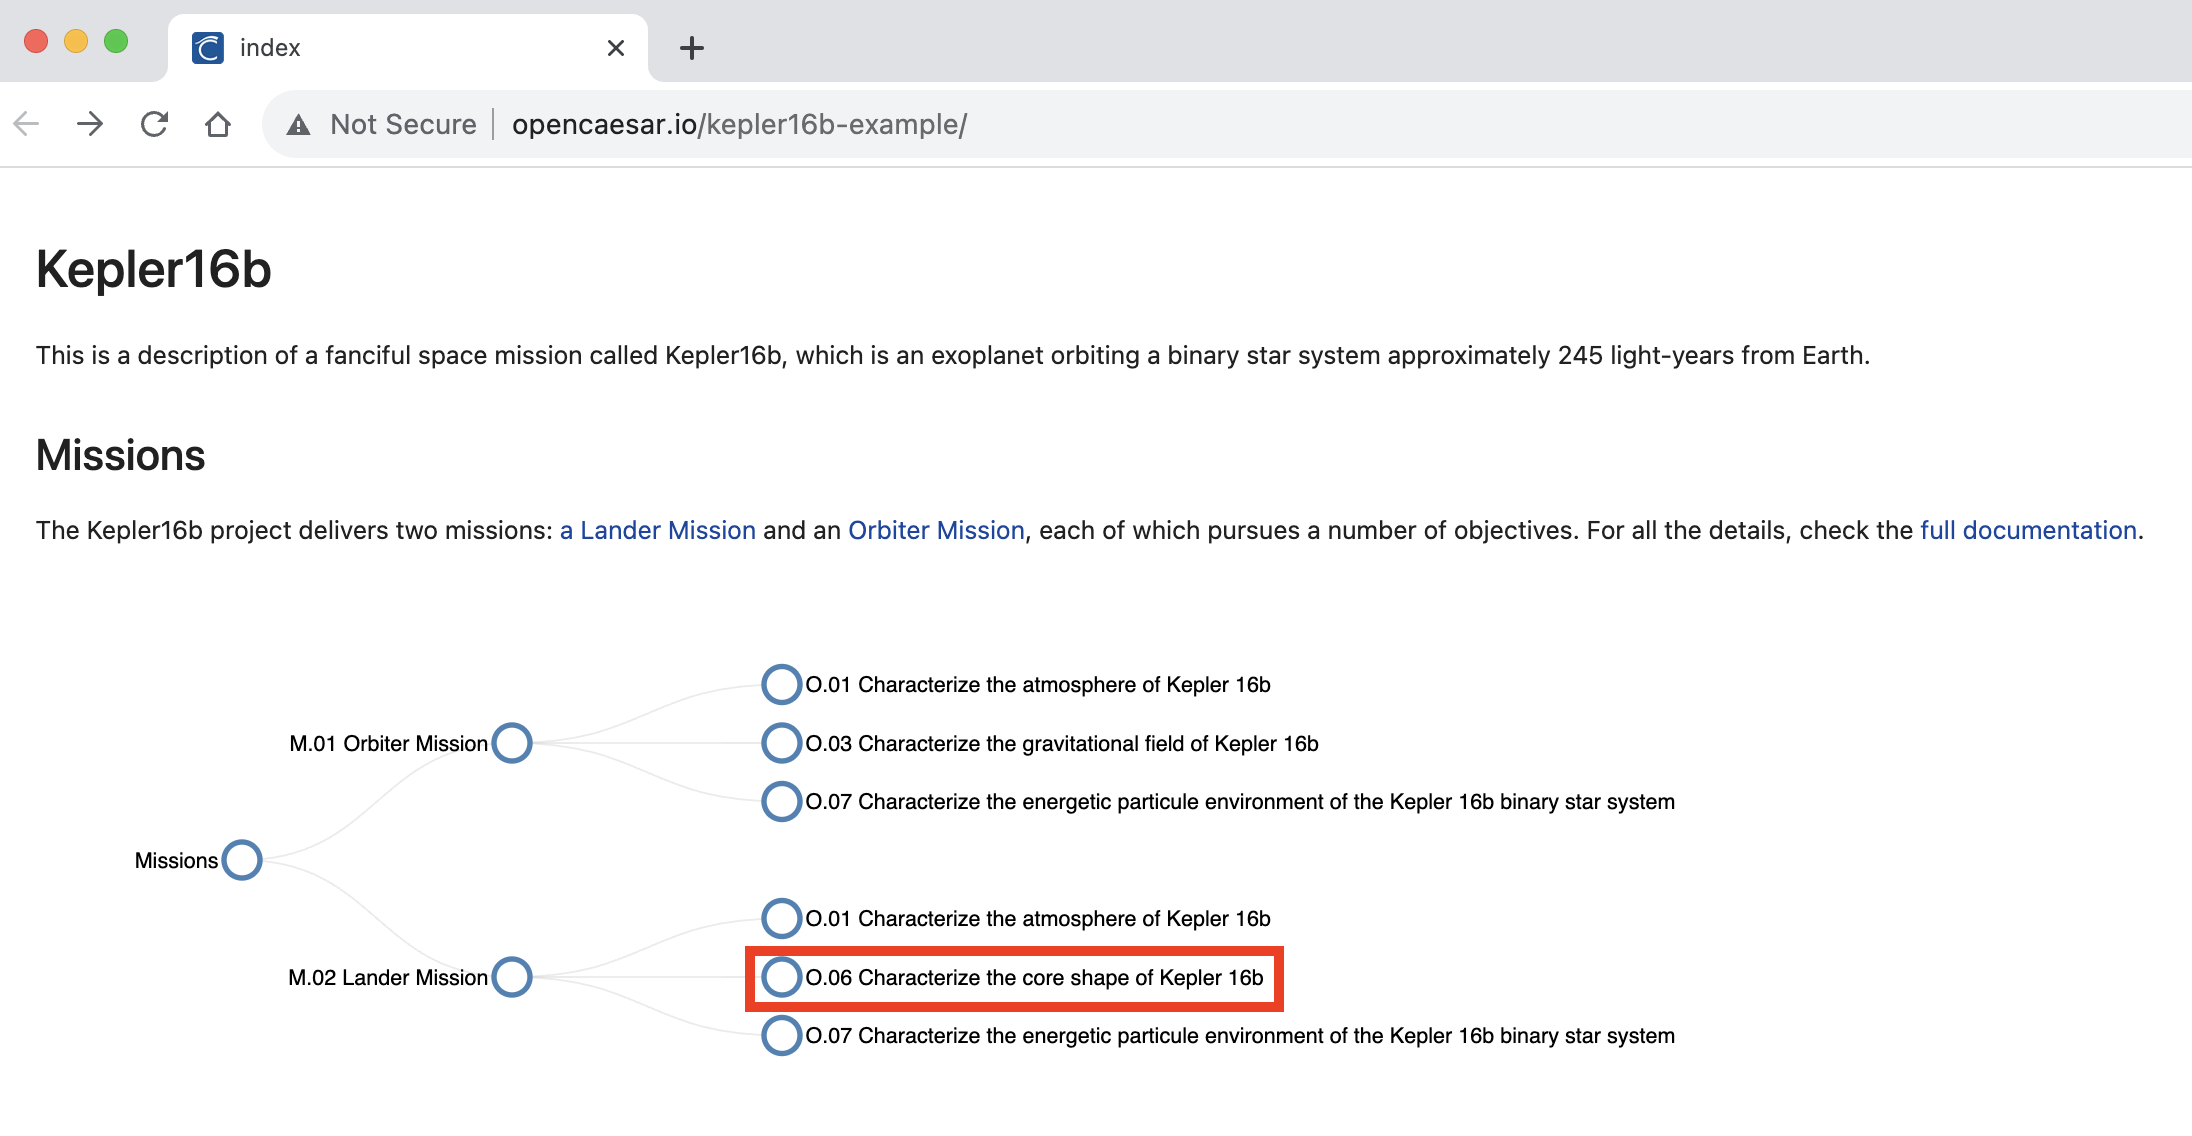 index
Not Secure opencaesar.io/kepler16b-example/
Kepler16b
This is a description of a fanciful space mission called Kepler16b, which is an exoplanet orbiting a binary star system approximately 245 light-years from Earth.
Missions
The Kepler16b project delivers two missions: a Lander Mission and an Orbiter Mission, each of which pursues a number of objectives. For all the details, check the full documentation.
O.01 Characterize the atmosphere of Kepler 16b
M.01 Orbiter Mission
O.03 Characterize the gravitational field of Kepler 16b
O.07 Characterize the energetic particule environment of the Kepler 16b binary star system
Missions
O.01 Characterize the atmosphere of Kepler 16b
M.02 Lander Mission
O.06 Characterize the core shape of Kepler 16b
O.07 Characterize the energetic particule environment of the Kepler 16b binary star system